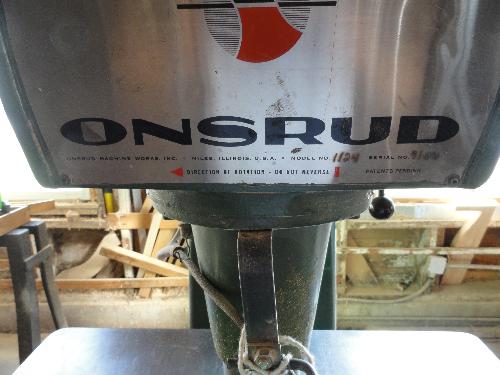 ONSRUD
ONSRUD MACHINE WORKS, INC. • NILES, ILLINOIS, U.S.A. • MODEL NO. 1124 SERIAL NO.
DIRECTION OF ROTATION - DO NOT REVERSE
PATENTS PENDING